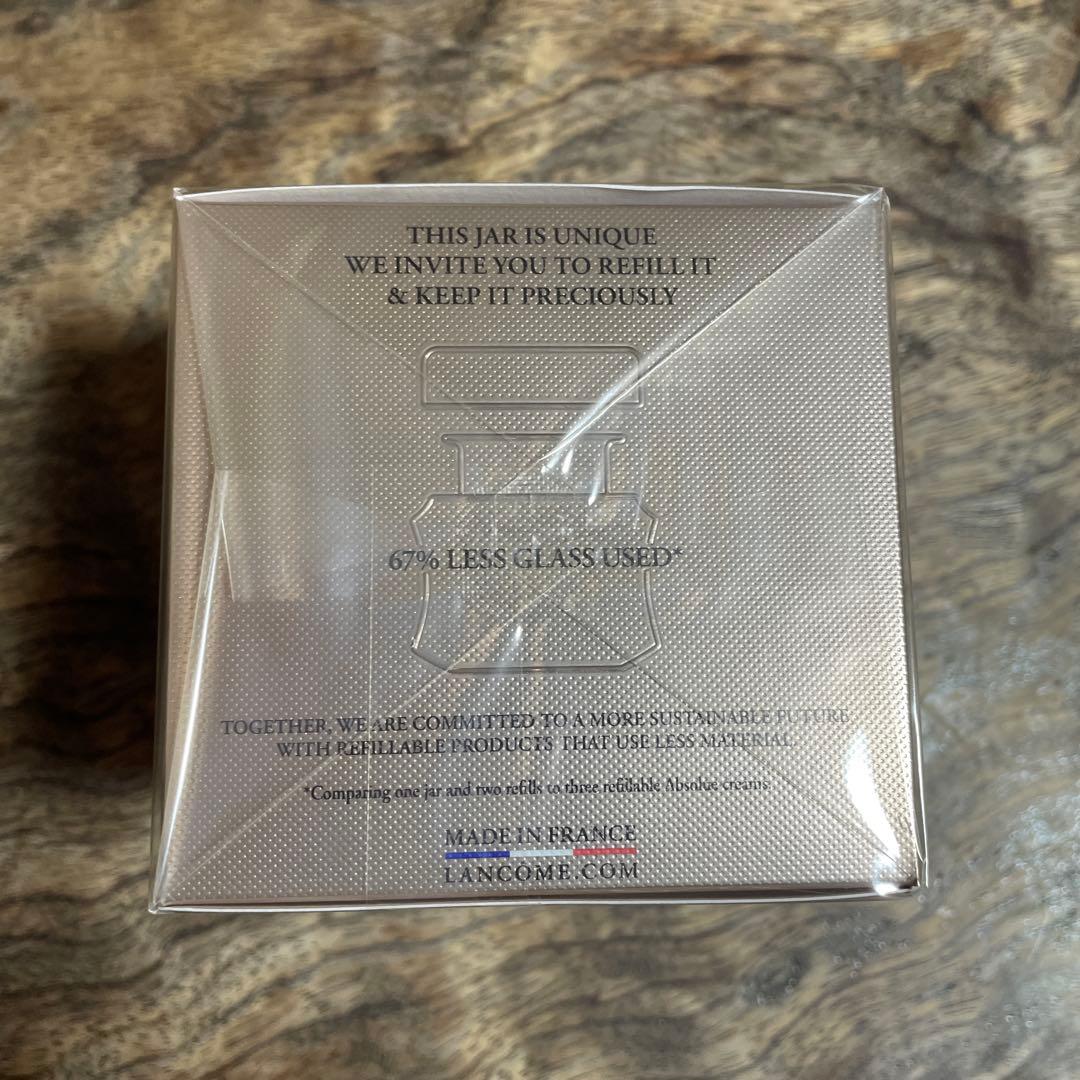 THIS JAR IS UNIQUE
WE INVITE YOU TO REFILL IT
& KEEP IT PRECIOUSLY
67% LESS GLASS USED*
TOGETHER, WE ARE COMMITTED TO A MORE SUSTAINABLE FUTURE
WITH REFILLABLE PRODUCTS THAT USE LESS MATERIAL.
*Comparing one jar and two refills to three refillable Absolue creams.
MADE IN FRANCE
LANCOME.COM